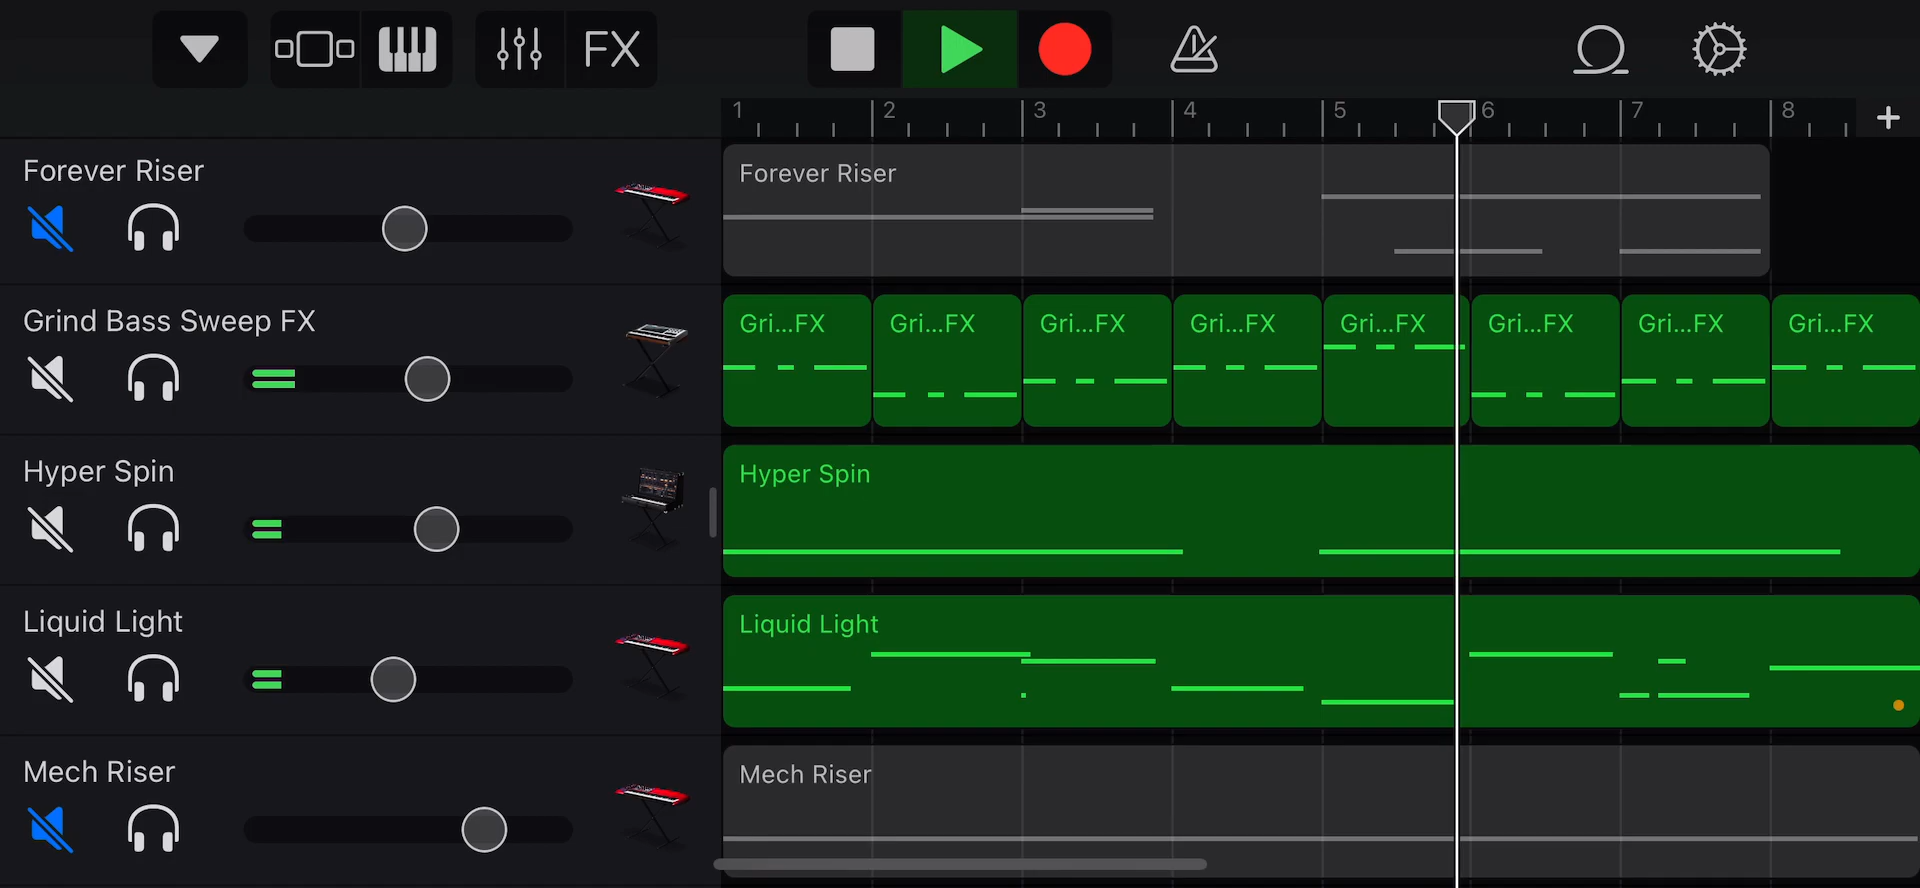 FX
1 2 3 4 5 6 7 8 +
Forever Riser
Forever Riser
Grind Bass Sweep FX
Gri...FX Gri...FX Gri...FX Gri...FX Gri...FX Gri...FX Gri...FX Gri...FX
Hyper Spin
Hyper Spin
Liquid Light
Liquid Light
Mech Riser
Mech Riser